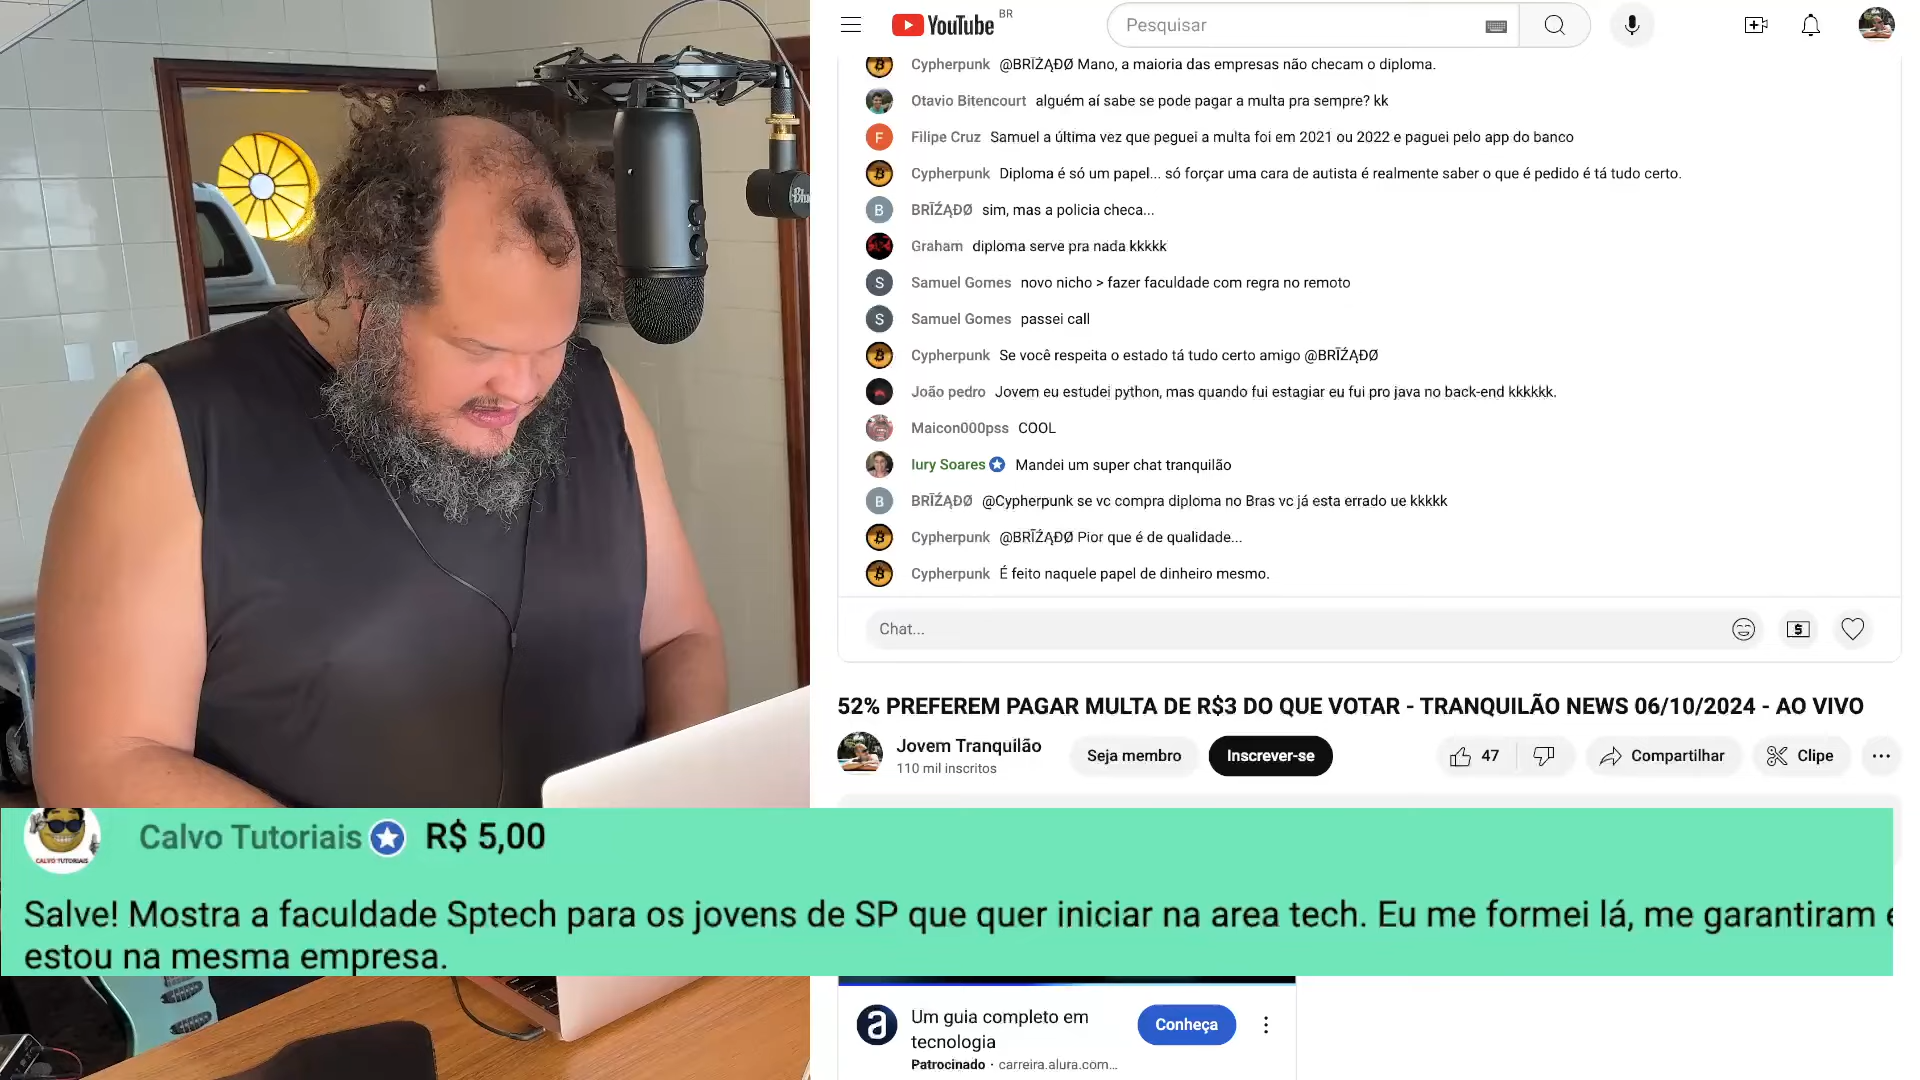 YouTube BR
Pesquisar
Cypherpunk @BRĪŹĄĐØ Mano, a maioria das empresas não checam o diploma.
Otavio Bitencourt alguém aí sabe se pode pagar a multa pra sempre? kk
F Filipe Cruz Samuel a última vez que peguei a multa foi em 2021 ou 2022 e paguei pelo app do banco
Cypherpunk Diploma é só um papel... só forçar uma cara de autista é realmente saber o que é pedido é tá tudo certo.
B BRĪŹĄĐØ sim, mas a policia checa...
Graham diploma serve pra nada kkkkk
S Samuel Gomes novo nicho > fazer faculdade com regra no remoto
S Samuel Gomes passei call
Cypherpunk Se você respeita o estado tá tudo certo amigo @BRĪŹĄĐØ
João pedro Jovem eu estudei python, mas quando fui estagiar eu fui pro java no back-end kkkkkk.
Maicon000pss COOL
Iury Soares Mandei um super chat tranquilão
B BRĪŹĄĐØ @Cypherpunk se vc compra diploma no Bras vc já esta errado ue kkkkk
Cypherpunk @BRĪŹĄĐØ Pior que é de qualidade...
Cypherpunk É feito naquele papel de dinheiro mesmo.
Chat...
52% PREFEREM PAGAR MULTA DE R$3 DO QUE VOTAR - TRANQUILÃO NEWS 06/10/2024 - AO VIVO
Jovem Tranquilão
110 mil inscritos
Seja membro
Inscrever-se
47
Compartilhar
Clipe
Calvo Tutoriais R$ 5,00
CALVO TUTORIAIS
Salve! Mostra a faculdade Sptech para os jovens de SP que quer iniciar na area tech. Eu me formei lá, me garantiram
estou na mesma empresa.
a Um guia completo em
tecnologia
Conheça
Patrocinado · carreira.alura.com...